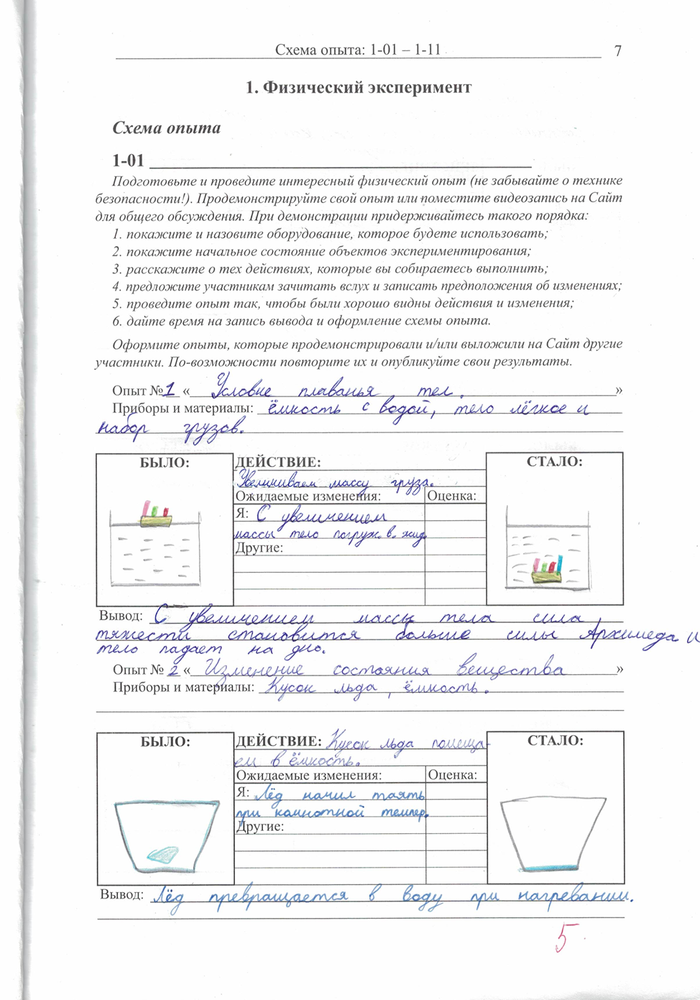 Схема опыта: 1-01 – 1-11 7
1. Физический эксперимент
Схема опыта
1-01
Подготовьте и проведите интересный физический опыт (не забывайте о технике
безопасности!). Продемонстрируйте свой опыт или поместите видеозапись на Сайт
для общего обсуждения. При демонстрации придерживайтесь такого порядка:
1. покажите и назовите оборудование, которое будете использовать;
2. покажите начальное состояние объектов экспериментирования;
3. расскажите о тех действиях, которые вы собираетесь выполнить;
4. предложите участникам зачитать вслух и записать предположения об изменениях;
5. проведите опыт так, чтобы были хорошо видны действия и изменения;
6. дайте время на запись вывода и оформление схемы опыта.
Оформите опыты, которые продемонстрировали и/или выложили на Сайт другие
участники. По-возможности повторите их и опубликуйте свои результаты.
Опыт №1 « Условие плаванья тел. »
Приборы и материалы: ёмкость с водой, тело лёгкое и
набор грузов.
БЫЛО:
ДЕЙСТВИЕ:
Увеличиваем массу груза.
Ожидаемые изменения: Оценка:
Я: С увеличением
массы тело погруж. в. жид.
Другие:
СТАЛО:
Вывод: С увеличением массы тела сила
тяжести становится больше силы Архимеда и
тело падает на дно.
Опыт № 2 « Изменение состояния вещества »
Приборы и материалы: Кусок льда, ёмкость.
БЫЛО:
ДЕЙСТВИЕ: Кусок льда помеща-
ем в ёмкость.
Ожидаемые изменения: Оценка:
Я: Лёд начил таять
при комнотной темпер.
Другие:
СТАЛО:
Вывод: Лёд превращается в воду при нагревании.
5